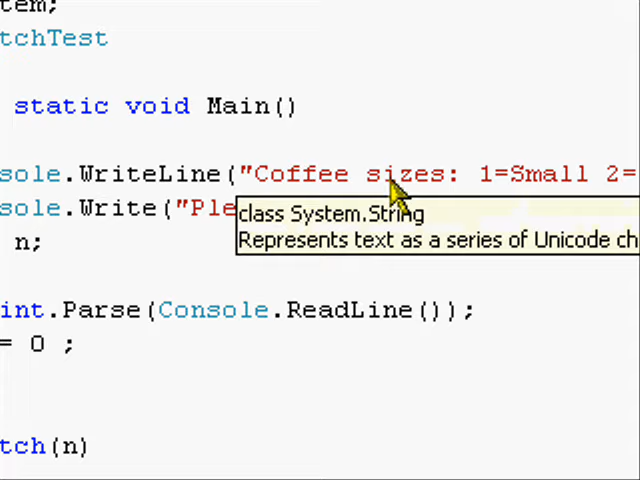 tem;
tchTest
static void Main()
sole.WriteLine("Coffee sizes: 1=Small 2=
sole.Write("Ple
class System.String
Represents text as a series of Unicode ch
n;
int.Parse(Console.ReadLine());
= 0 ;
tch(n)